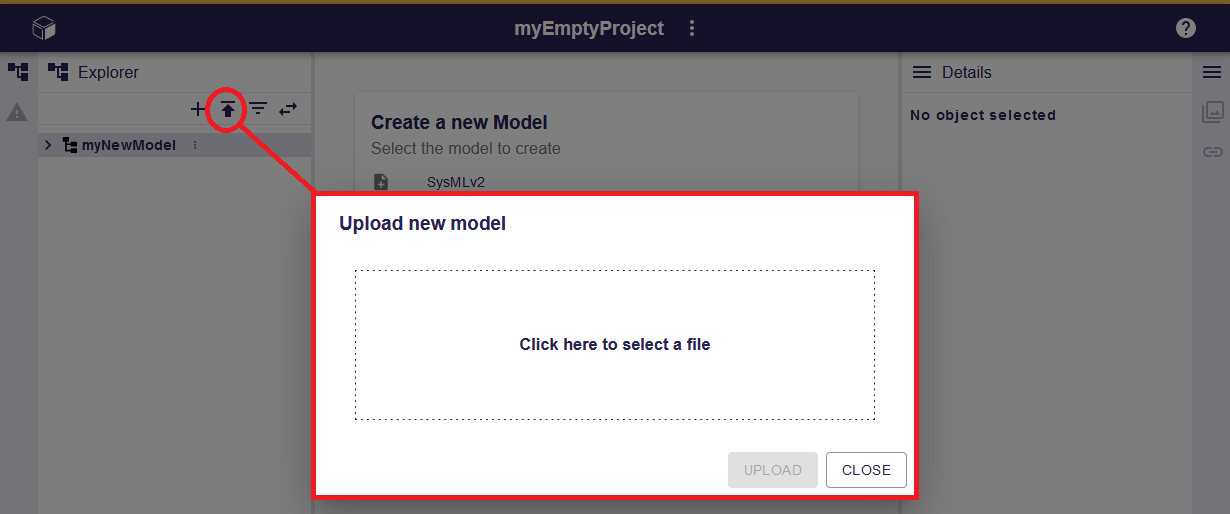 myEmptyProject
Explorer
Details
No object selected
myNewModel
Create a new Model
Select the model to create
SysMLv2
Upload new model
Click here to select a file
UPLOAD
CLOSE